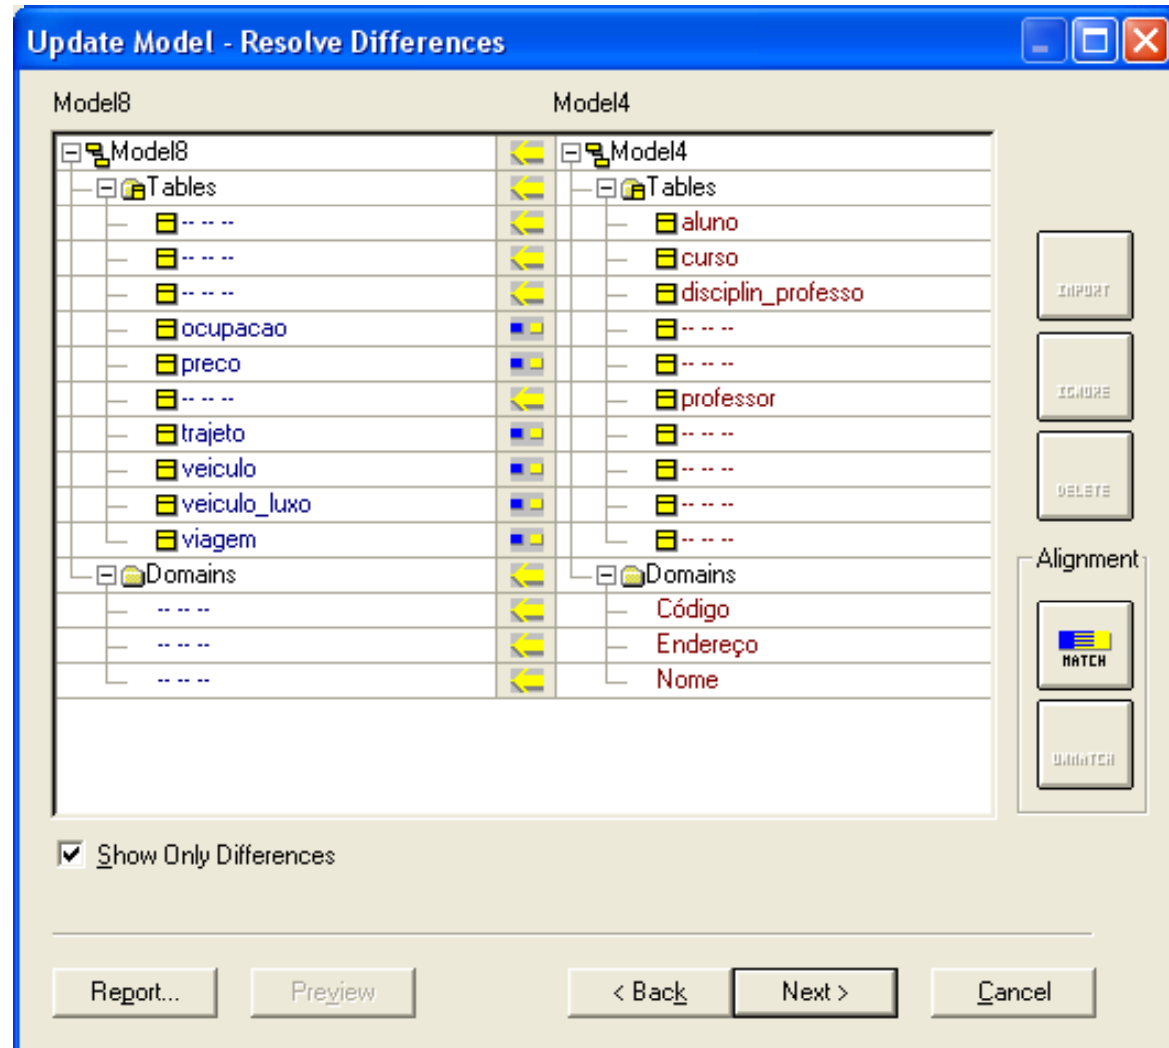 Update Model - Resolve Differences
Model8 Model4
Model8 Model4
Tables Tables
-- -- -- aluno
-- -- -- curso
-- -- -- disciplin_professo
ocupacao -- -- --
preco -- -- --
-- -- -- professor
trajeto -- -- --
veiculo -- -- --
veiculo_luxo -- -- --
viagem -- -- --
Domains Domains
-- -- -- Código
-- -- -- Endereço
-- -- -- Nome
IMPORT
IGNORE
DELETE
Alignment
MATCH
UNMATCH
Show Only Differences
Report... Preview < Back Next > Cancel